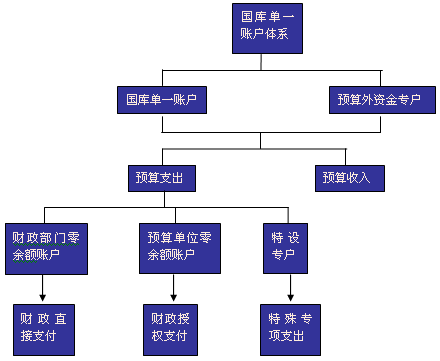 国库单一
账户体系
国库单一账户
预算外资金专户
预算支出
预算收入
财政部门零
余额账户
预算单位零
余额账户
特设
专户
财政直
接支付
财政授
权支付
特殊专
项支出